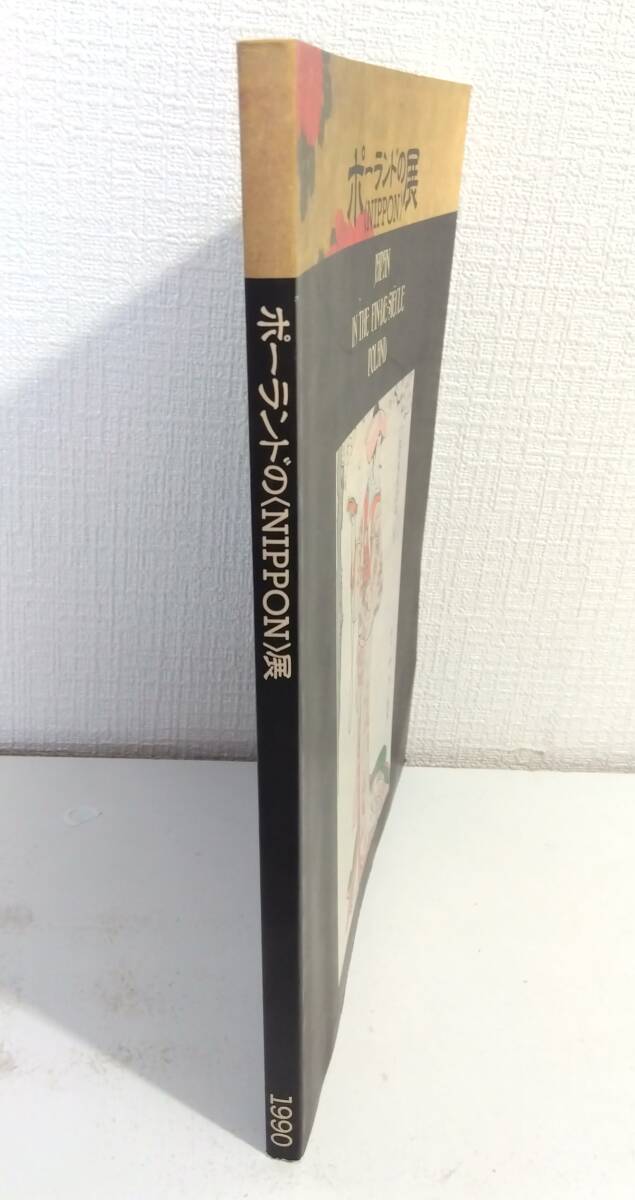 ポーランドの〈NIPPON〉展
1990
ポーランドの
〈NIPPON〉展
JAPAN
IN THE FIN-DE-SIÈCLE
POLAND